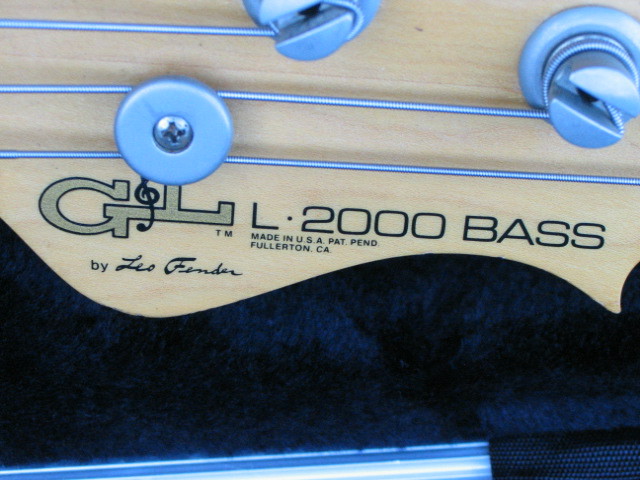 G&L TM
L·2000 BASS
MADE IN U.S.A. PAT. PEND.
FULLERTON, CA.
by Leo Fender